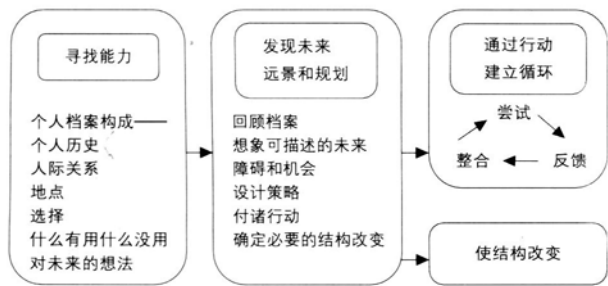 寻找能力
个人档案构成——
个人历史
人际关系
地点
选择
什么有用什么没用
对未来的想法
发现未来
远景和规划
回顾档案
想象可描述的未来
障碍和机会
设计策略
付诸行动
确定必要的结构改变
通过行动
建立循环
尝试
整合
反馈
使结构改变